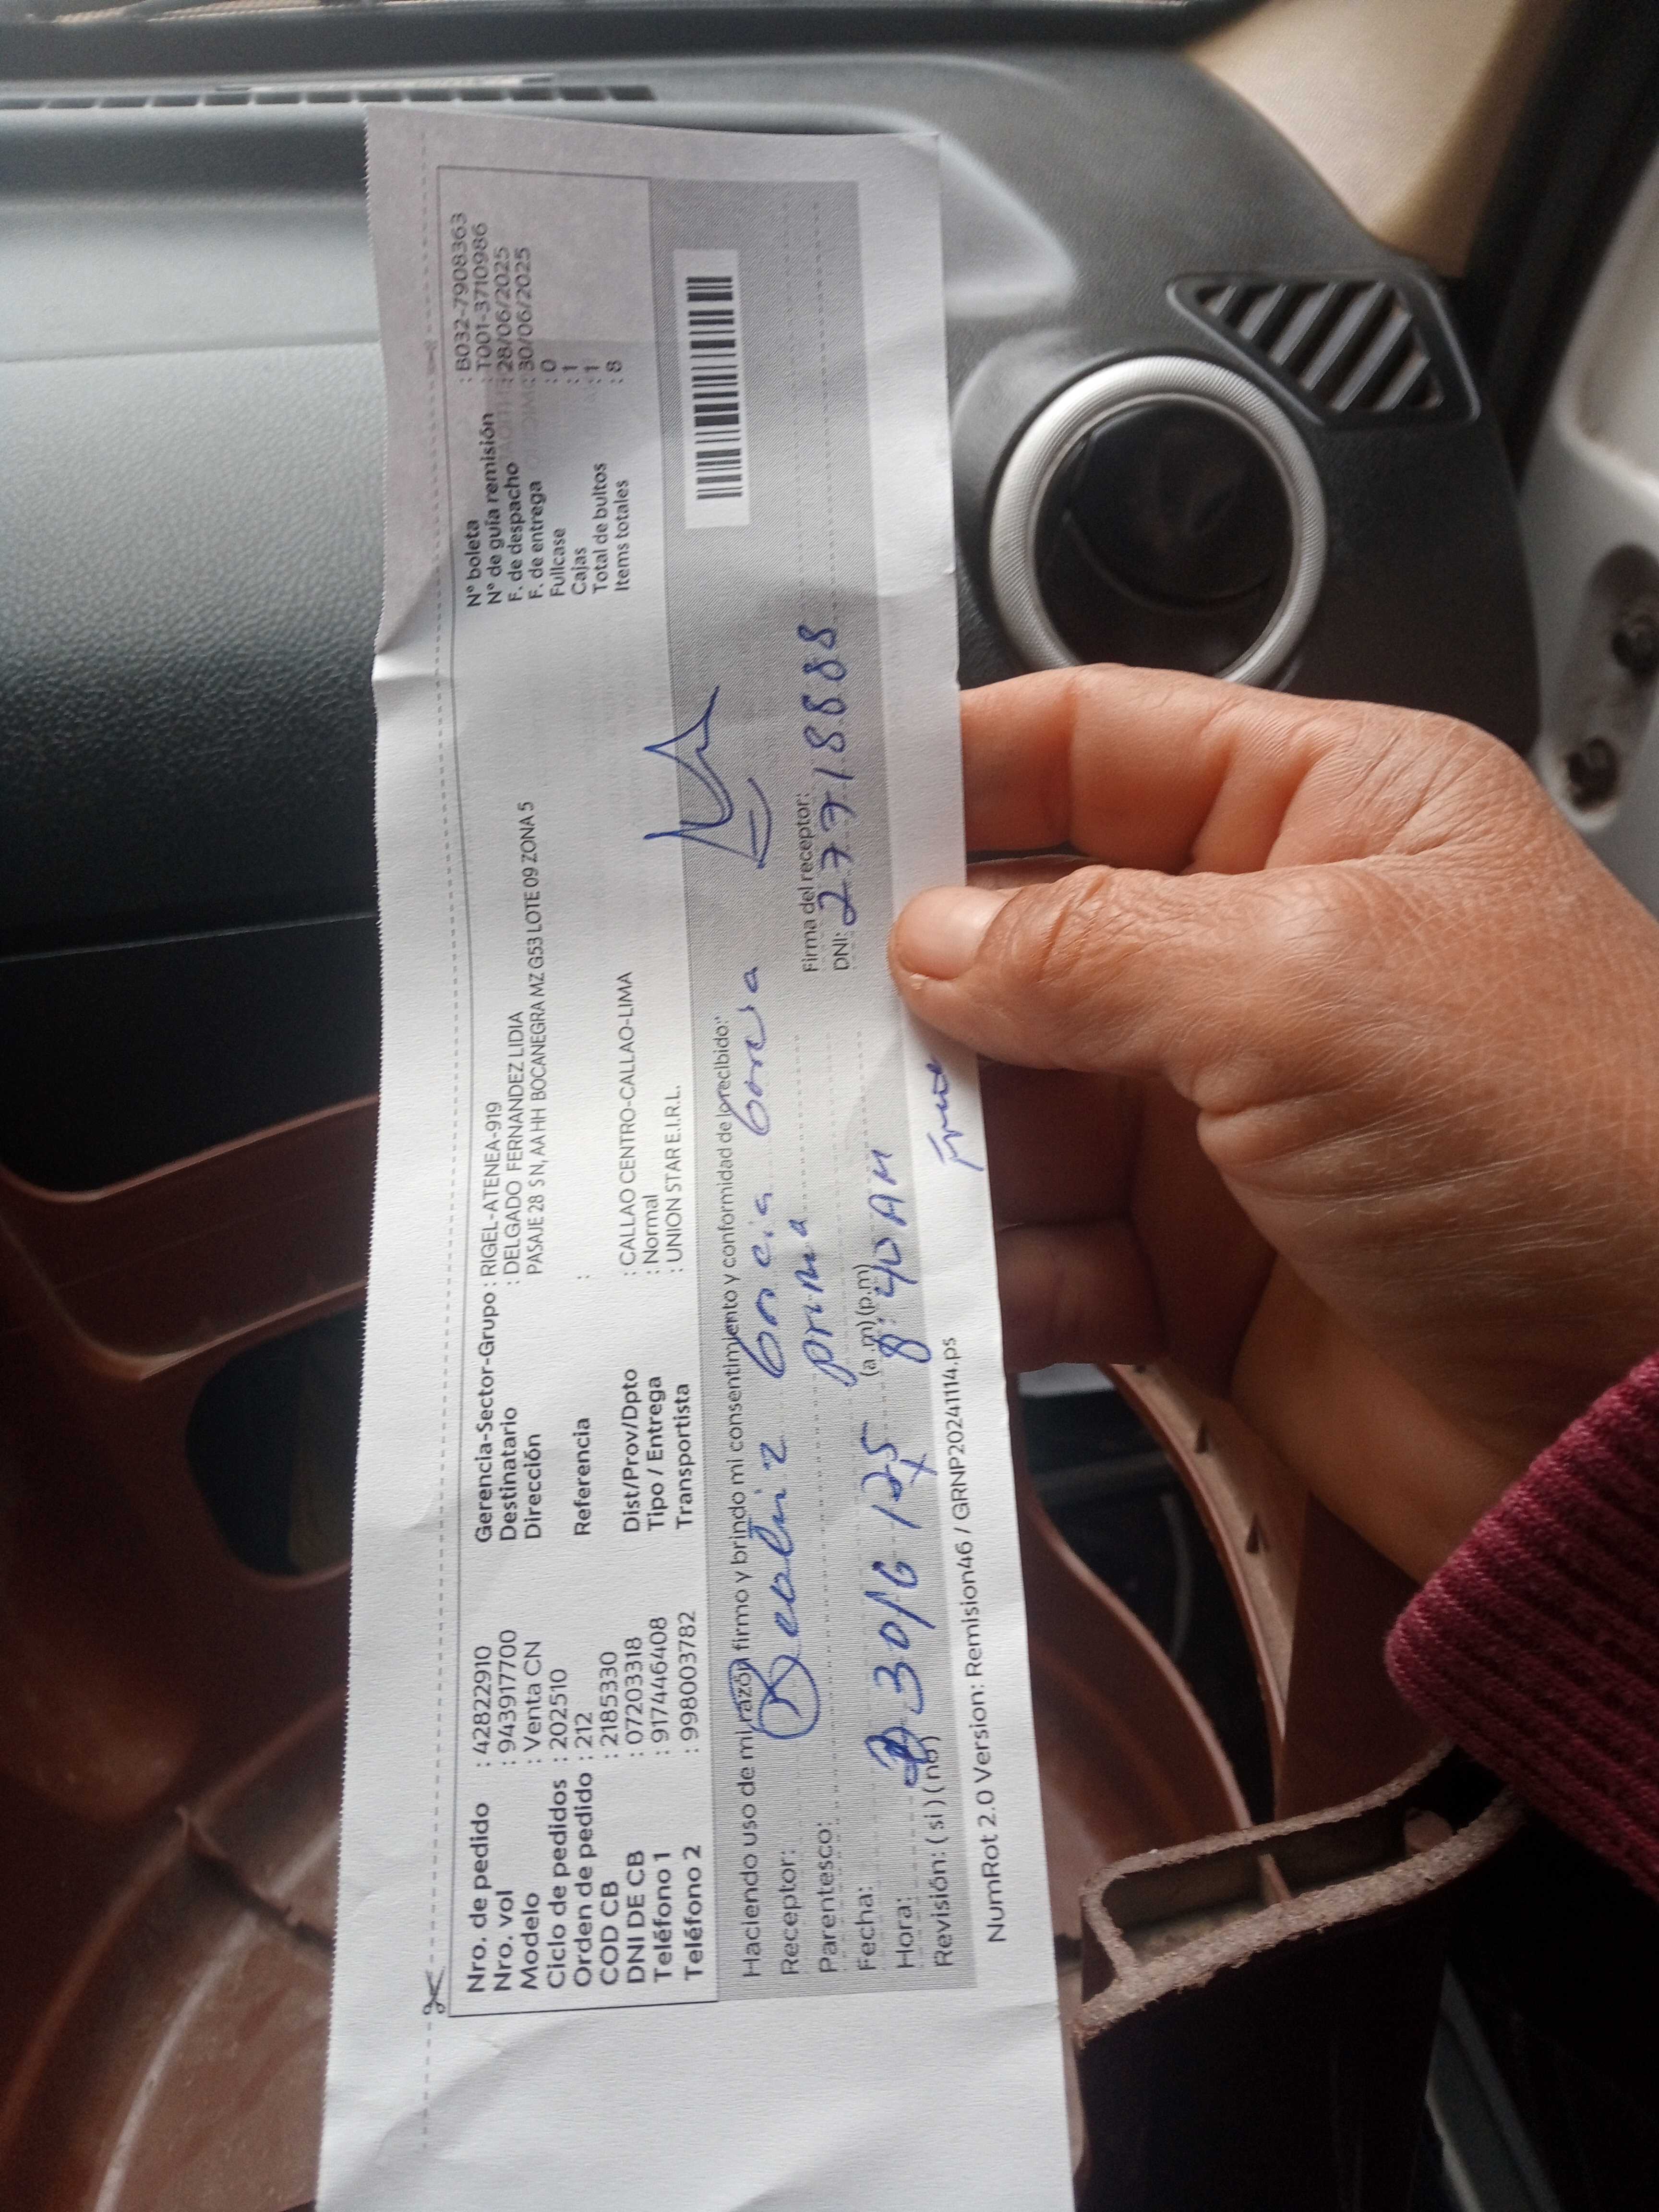 Nro. de pedido : 42822910
Nro. vol : 943917700
Modelo : Venta CN
Ciclo de pedidos : 202510
Orden de pedido : 212
COD CB : 2185330
DNI DE CB : 07203318
Teléfono 1 : 917446408
Teléfono 2 : 998003782
Gerencia-Sector-Grupo : RIGEL-ATENEA-919
Destinatario : DELGADO FERNANDEZ LIDIA
Dirección PASAJE 28 S N, AA HH BOCANEGRA MZ G53 LOTE 09 ZONA 5
Referencia :
Dist/Prov/Dpto : CALLAO CENTRO-CALLAO-LIMA
Tipo / Entrega : Normal
Transportista : UNION STAR E.I.R.L.
N° boleta : B032-7908363
N° de guía remisión : T001-3710986
F. de despacho : 28/06/2025
F. de entrega : 30/06/2025
Fullcase : 0
Cajas : 1
Total de bultos : 1
Items totales : 8
Haciendo uso de mi razón firmo y brindo mi consentimiento y conformidad de lo recibido:'
Receptor: Beatriz
Parentesco: prima
Fecha: 30/6/25
Hora: (a.m) (p.m) 8:40 AM
Revisión: ( si ) ( no )
Firma del receptor:
DNI: 27718888
NumRot 2.0 Version: Remision46 / GRNP20241114.ps